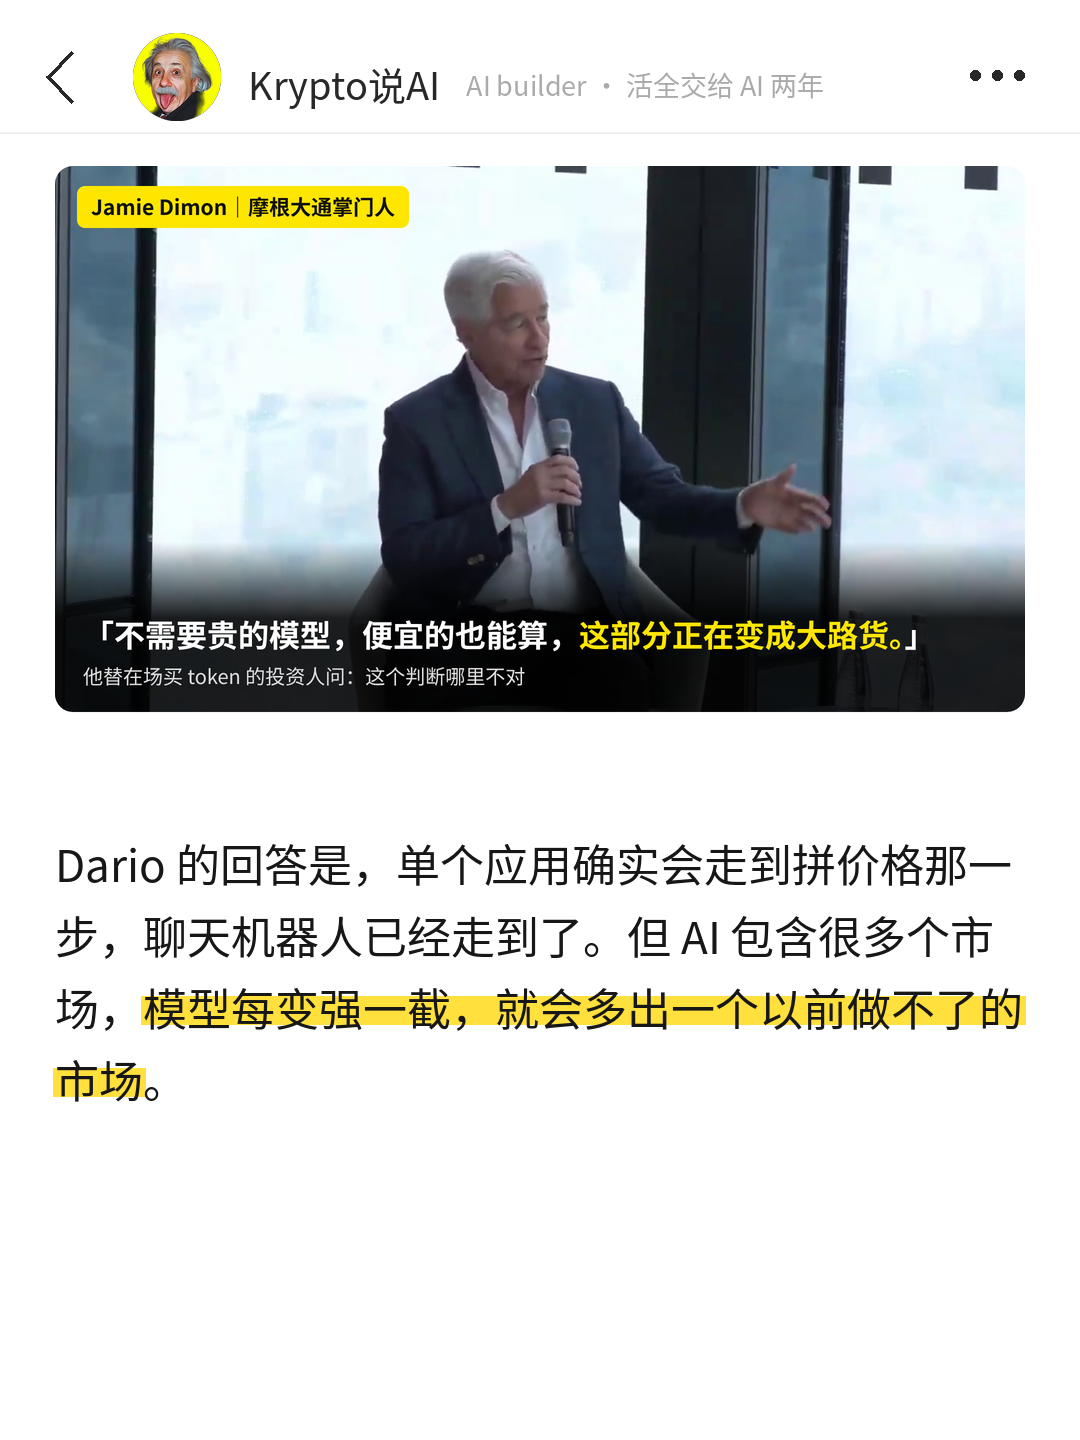 Krypto说AI AI builder · 活全交给 AI 两年
Jamie Dimon｜摩根大通掌门人
「不需要贵的模型，便宜的也能算，这部分正在变成大路货。」
他替在场买 token 的投资人问：这个判断哪里不对
Dario 的回答是，单个应用确实会走到拼价格那一
步，聊天机器人已经走到了。但 AI 包含很多个市
场，模型每变强一截，就会多出一个以前做不了的
市场。